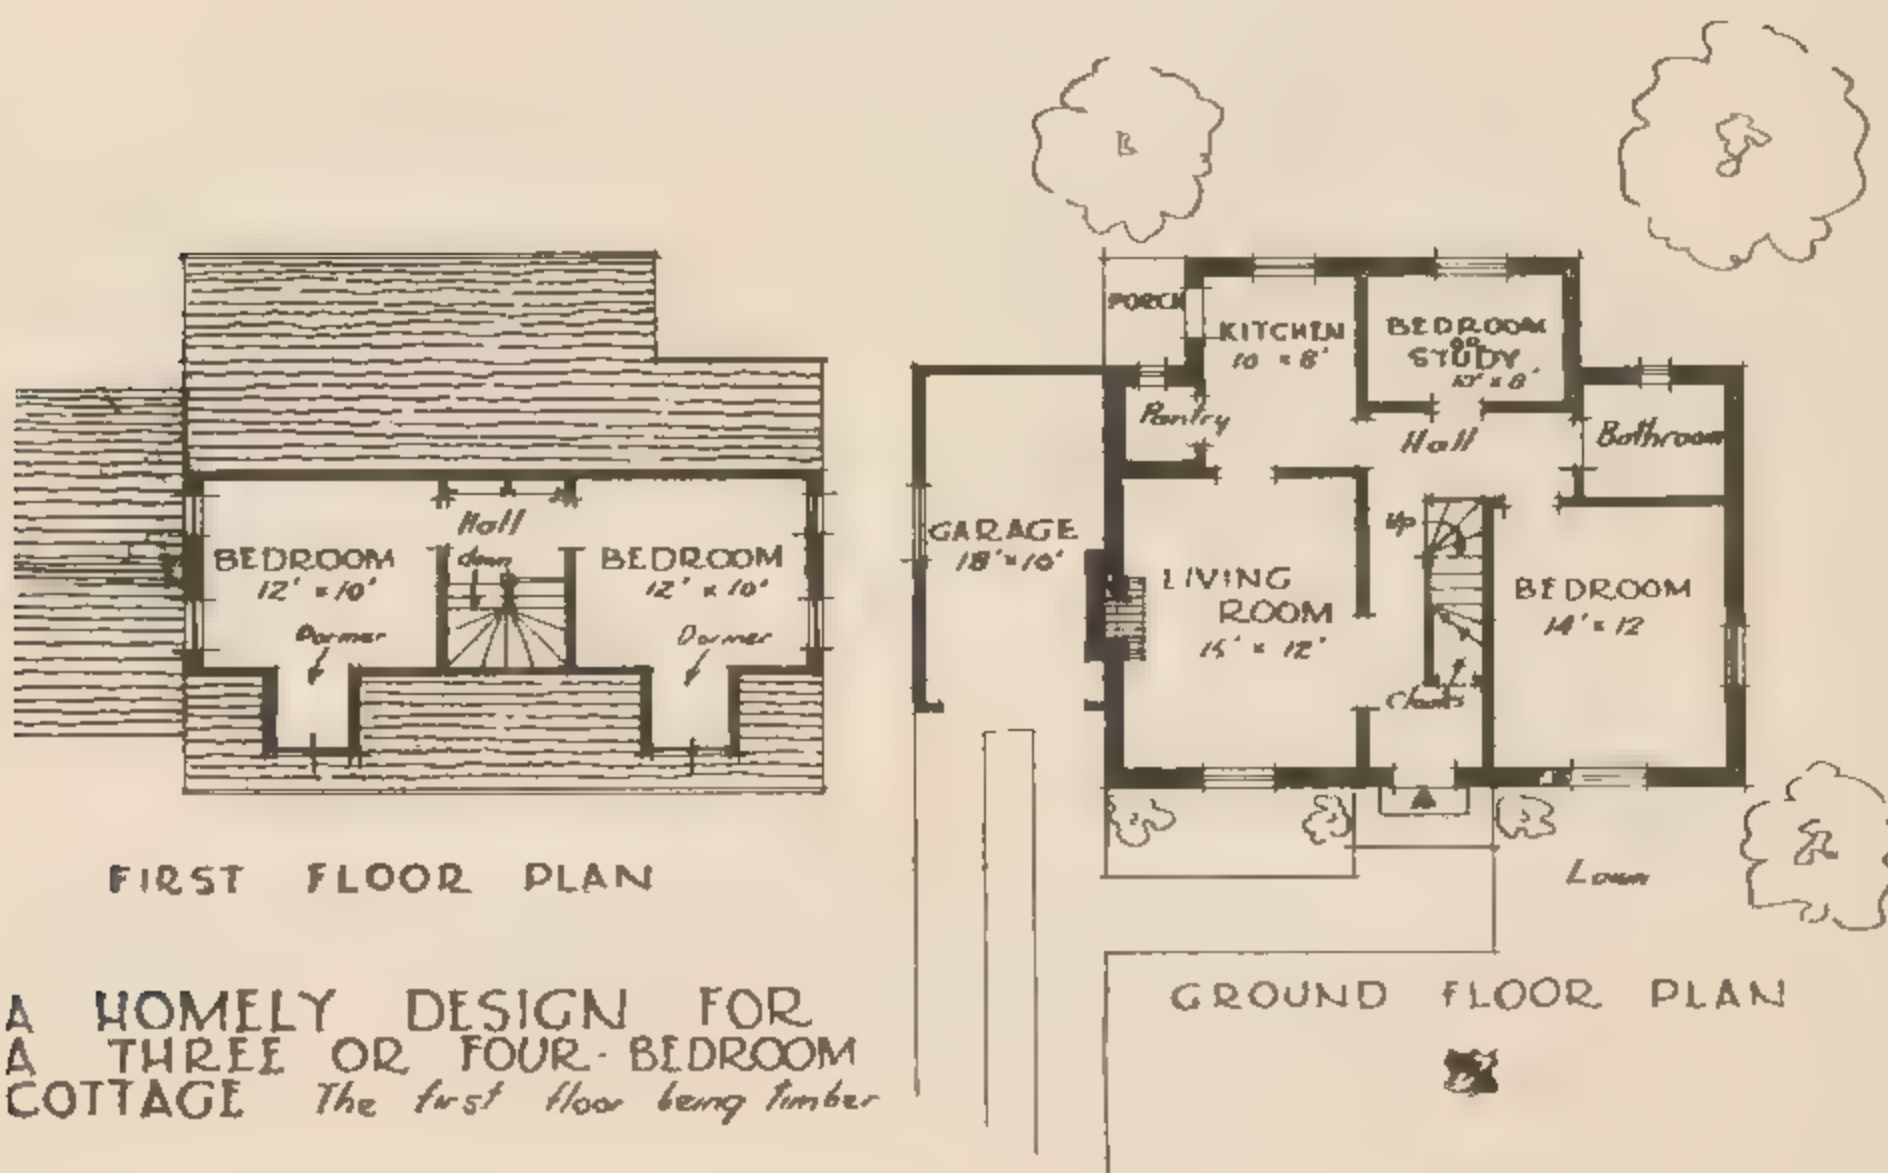 Hall
down
BEDROOM
12' x 10'
BEDROOM
12' x 10'
Dormer
Dormer
FIRST FLOOR PLAN
A HOMELY DESIGN FOR
A THREE OR FOUR-BEDROOM
COTTAGE The first floor being timber
PORCH
KITCHEN
10' x 8'
BEDROOM
OR
STUDY
10' x 8'
Pantry
Hall
Bathroom
GARAGE
18' x 10'
Up
LIVING
ROOM
15' x 12'
BEDROOM
14' x 12
Lawn
GROUND FLOOR PLAN